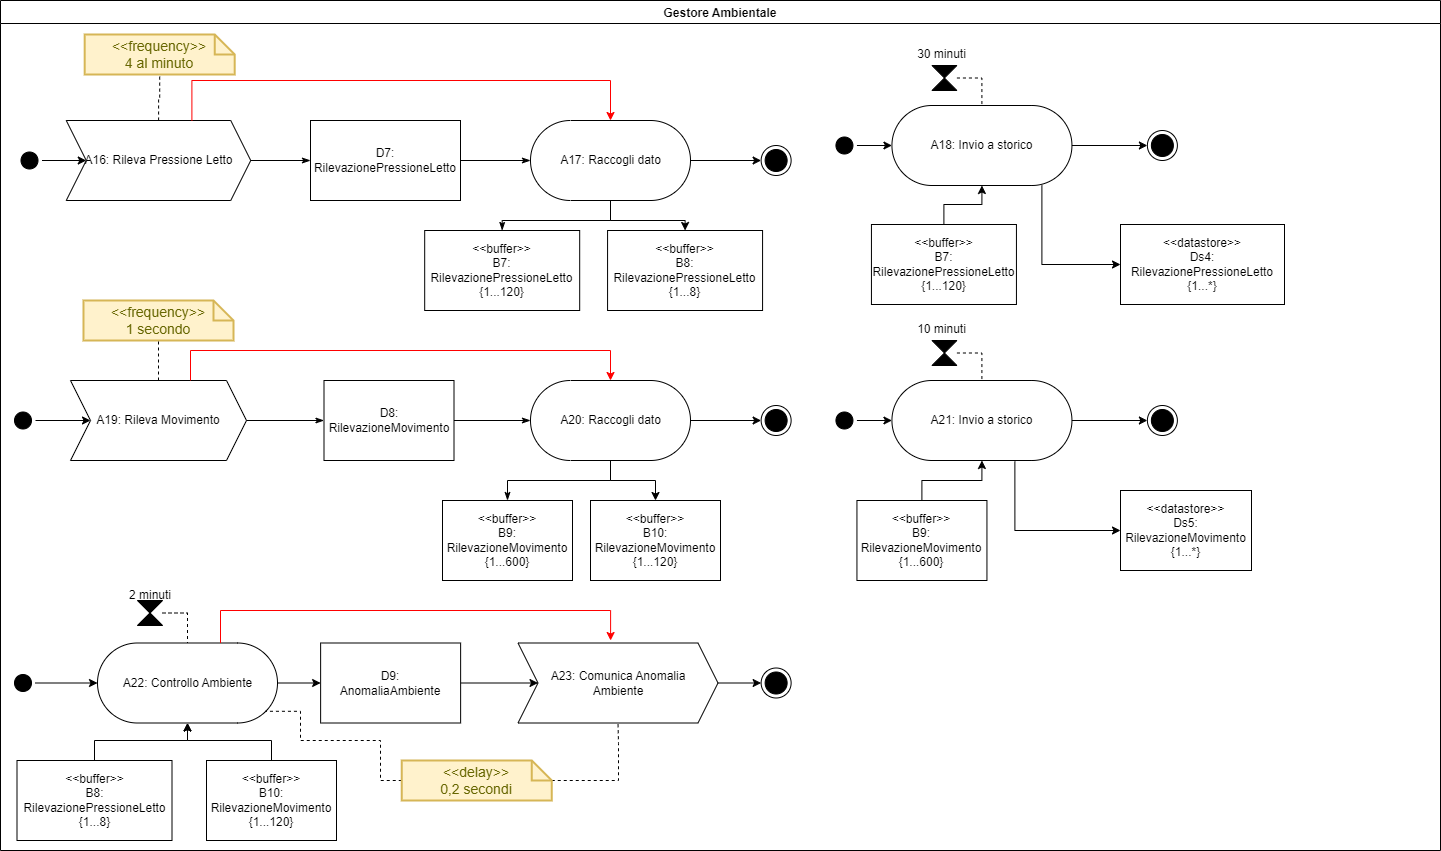 Gestore Ambientale
<<frequency>>
4 al minuto
A16: Rileva Pressione Letto
D7:
RilevazionePressioneLetto
A17: Raccogli dato
<<buffer>>
B7:
RilevazionePressioneLetto
{1...120}
<<buffer>>
B8:
RilevazionePressioneLetto
{1...8}
30 minuti
A18: Invio a storico
<<buffer>>
B7:
RilevazionePressioneLetto
{1...120}
<<datastore>>
Ds4:
RilevazionePressioneLetto
{1...*}
<<frequency>>
1 secondo
A19: Rileva Movimento
D8:
RilevazioneMovimento
A20: Raccogli dato
<<buffer>>
B9:
RilevazioneMovimento
{1...600}
<<buffer>>
B10:
RilevazioneMovimento
{1...120}
10 minuti
A21: Invio a storico
<<buffer>>
B9:
RilevazioneMovimento
{1...600}
<<datastore>>
Ds5:
RilevazioneMovimento
{1...*}
2 minuti
A22: Controllo Ambiente
D9:
AnomaliaAmbiente
A23: Comunica Anomalia
Ambiente
<<buffer>>
B8:
RilevazionePressioneLetto
{1...8}
<<buffer>>
B10:
RilevazioneMovimento
{1...120}
<<delay>>
0,2 secondi